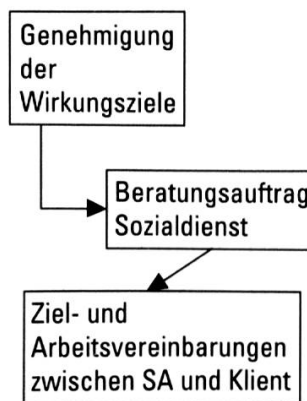 Genehmigung
der
Wirkungsziele
Beratungsauftrag
Sozialdienst
Ziel- und
Arbeitsvereinbarungen
zwischen SA und Klient